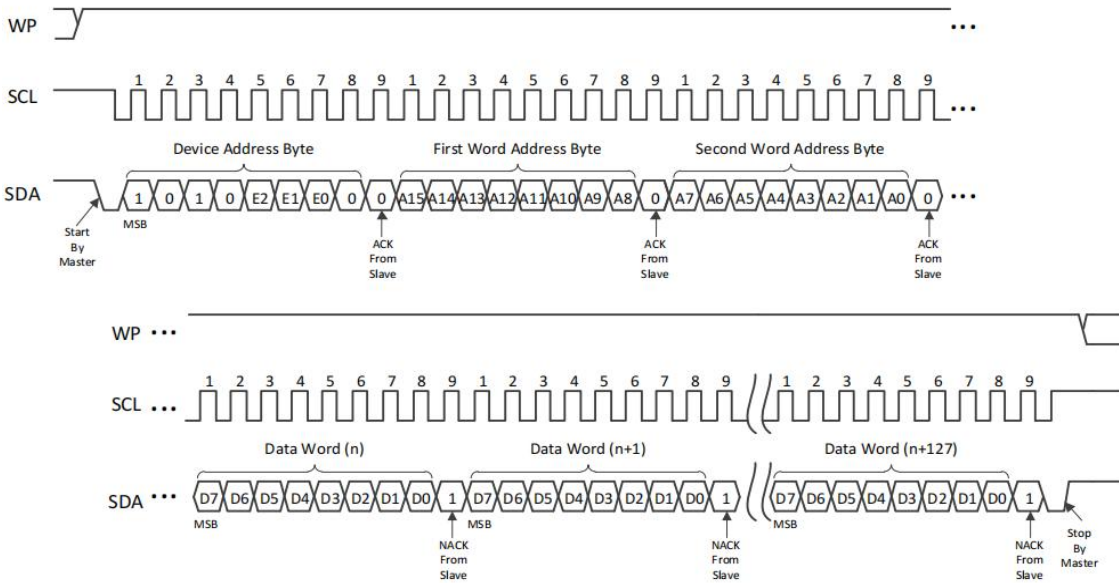 WP ...
1 2 3 4 5 6 7 8 9 1 2 3 4 5 6 7 8 9 1 2 3 4 5 6 7 8 9
SCL ...
Device Address Byte First Word Address Byte Second Word Address Byte
SDA 1 0 1 0 E2 E1 E0 0 0 A15 A14 A13 A12 A11 A10 A9 A8 0 A7 A6 A5 A4 A3 A2 A1 A0 0 ...
MSB
Start
By
Master
ACK
From
Slave
ACK
From
Slave
ACK
From
Slave
WP ...
1 2 3 4 5 6 7 8 9 1 2 3 4 5 6 7 8 9 1 2 3 4 5 6 7 8 9
SCL ...
Data Word (n) Data Word (n+1) Data Word (n+127)
SDA ... D7 D6 D5 D4 D3 D2 D1 D0 1 D7 D6 D5 D4 D3 D2 D1 D0 1 D7 D6 D5 D4 D3 D2 D1 D0 1
MSB MSB MSB
NACK
From
Slave
NACK
From
Slave
NACK
From
Slave
Stop
By
Master